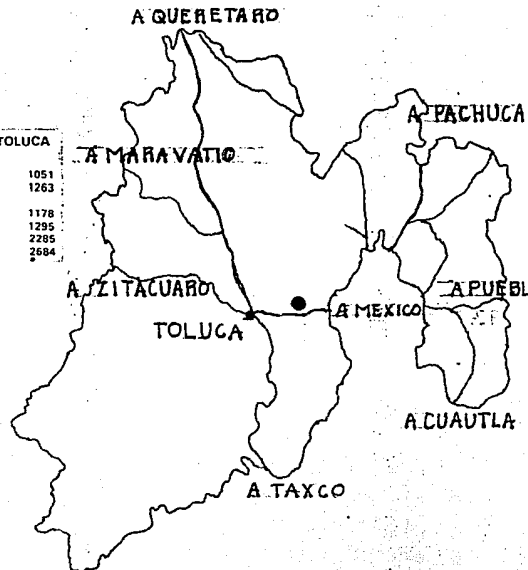 A QUERETARO
A PACHUCA
TOLUCA
A MARAVATIO
1051
1263
1178
1295
2285
2684
A ZITACUARO
A PUEBL
A MEXICO
TOLUCA
A CUAUTLA
A TAXCO